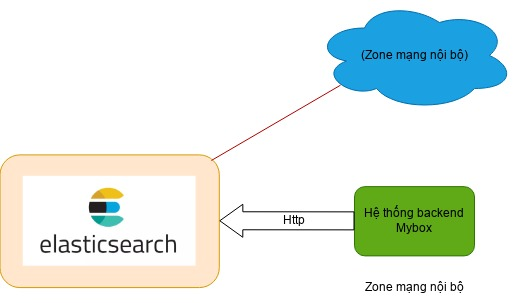 (Zone mạng nội bộ)
elasticsearch
Http
Hệ thống backend
Mybox
Zone mạng nội bộ